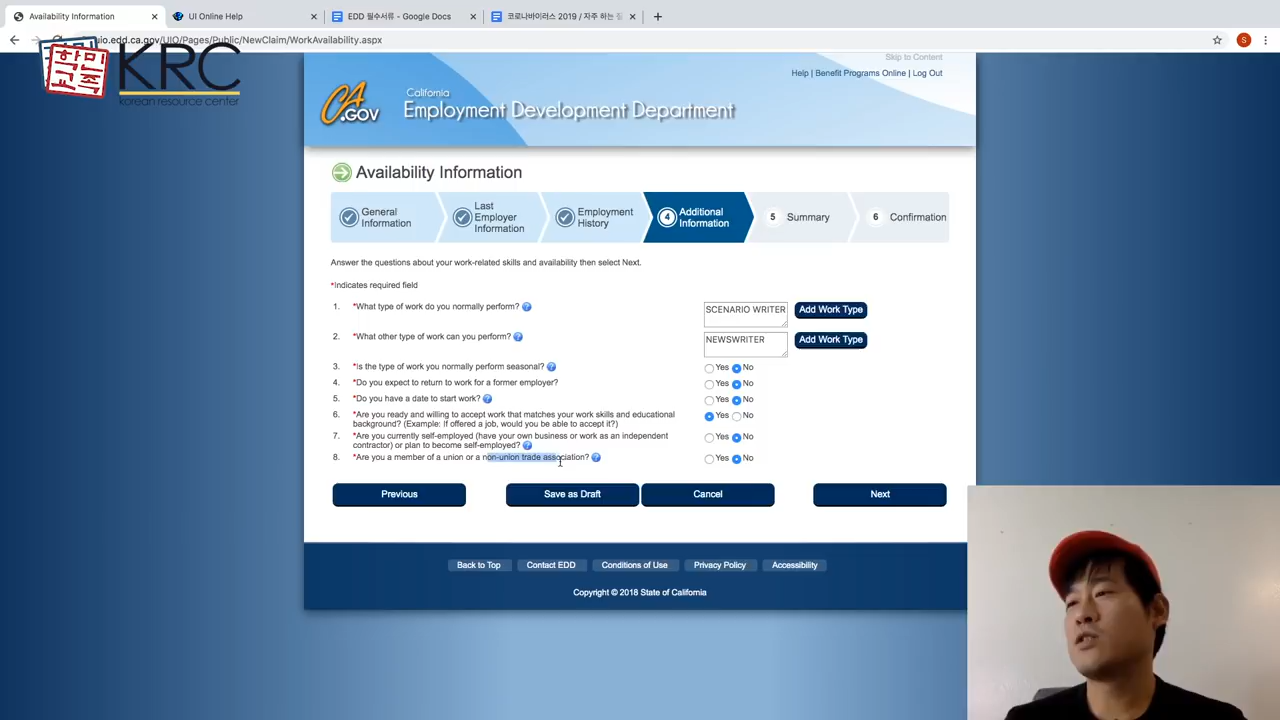 Availability Information
UI Online Help
EDD 필수서류 - Google Docs
코로나바이러스 2019 / 자주 하는
uio.edd.ca.gov/UIO/Pages/Public/NewClaim/WorkAvailability.aspx
S
한민
교족
KRC
korean resource center
Skip to Content
Help | Benefit Programs Online | Log Out
CA
.GOV
California
Employment Development Department
Availability Information
General
Information
Last
Employer
Information
Employment
History
4 Additional
Information
5 Summary
6 Confirmation
Answer the questions about your work-related skills and availability then select Next.
*Indicates required field
1. *What type of work do you normally perform? ?
SCENARIO WRITER
Add Work Type
2. *What other type of work can you perform? ?
NEWSWRITER
Add Work Type
3. *Is the type of work you normally perform seasonal? ? Yes No
4. *Do you expect to return to work for a former employer? Yes No
5. *Do you have a date to start work? ? Yes No
6. *Are you ready and willing to accept work that matches your work skills and educational
background? (Example: If offered a job, would you be able to accept it?) Yes No
7. *Are you currently self-employed (have your own business or work as an independent
contractor) or plan to become self-employed? ? Yes No
8. *Are you a member of a union or a non-union trade association? ? Yes No
Previous
Save as Draft
Cancel
Next
Back to Top
Contact EDD
Conditions of Use
Privacy Policy
Accessibility
Copyright © 2018 State of California